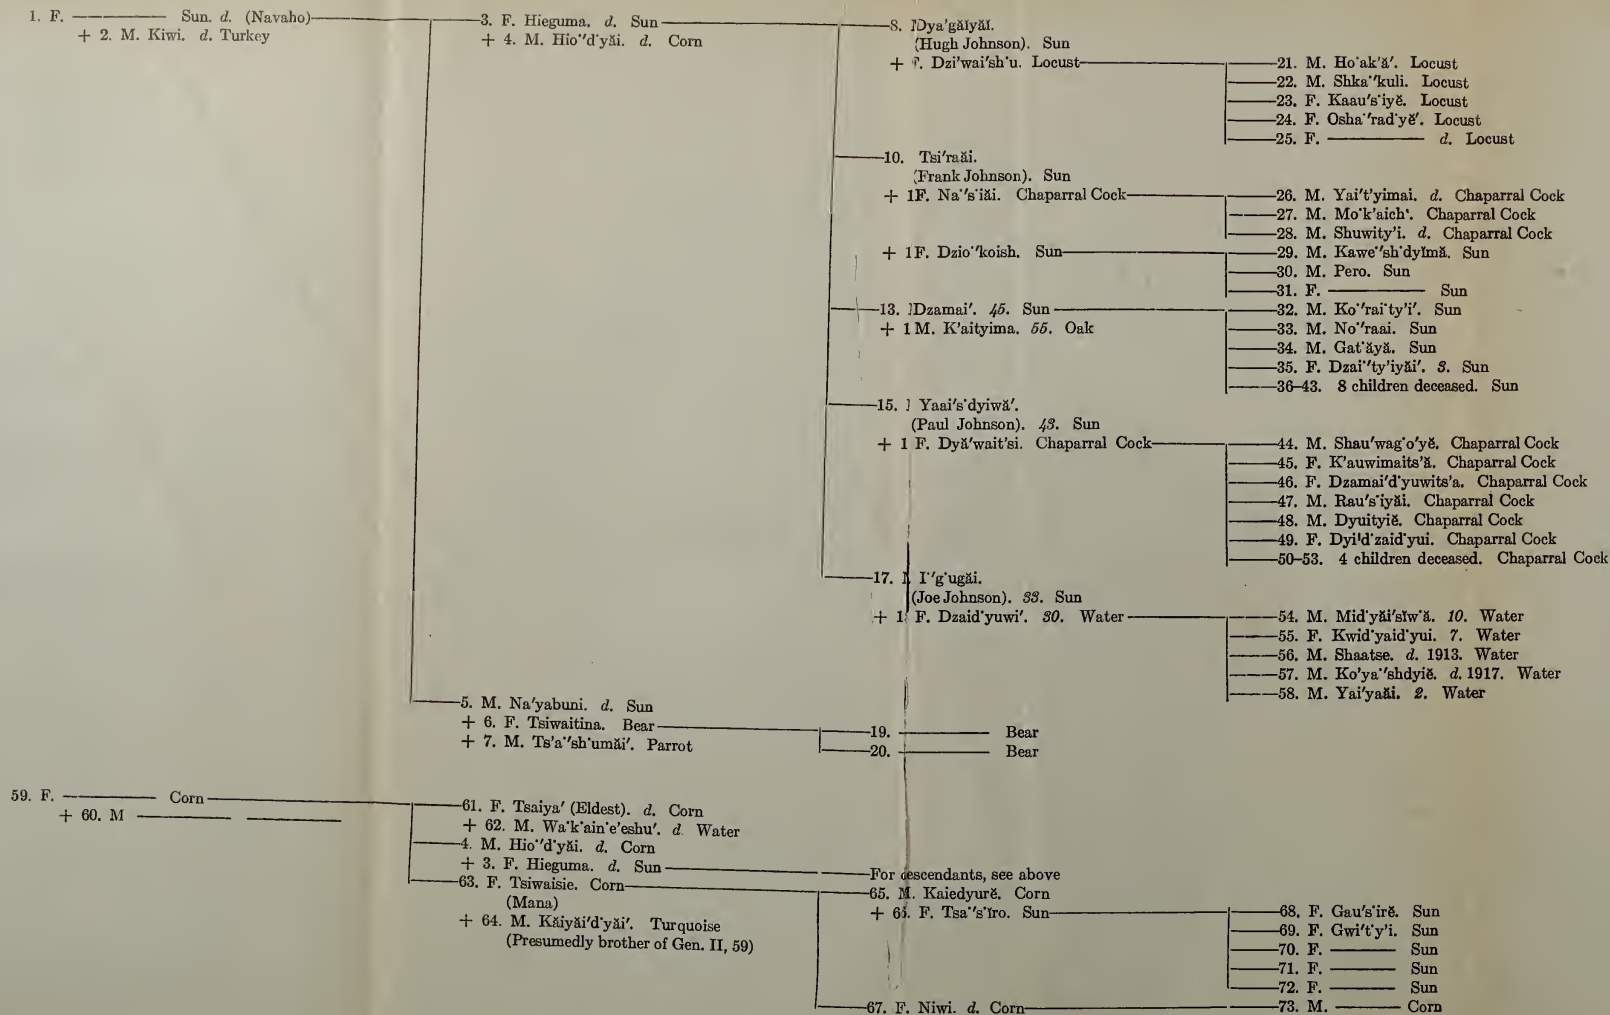 1. F. ——— Sun. d. (Navaho)
+ 2. M. Kiwi. d. Turkey
3. F. Hieguma. d. Sun
+ 4. M. Hio·'d·yăi. d. Corn
8. Dya'gălyăi.
(Hugh Johnson). Sun
+ F. Dzi'wai'sh'u. Locust
21. M. Ho·ak'ă'. Locust
22. M. Shka·'kuli. Locust
23. F. Kaau's·iyĕ. Locust
24. F. Osha·'rad·yĕ'. Locust
25. F. ——— d. Locust
10. Tsi'raăi.
(Frank Johnson). Sun
+ 1F. Na·'s·iăi. Chaparral Cock
26. M. Yai't'yimai. d. Chaparral Cock
27. M. Mo·k'aich‘. Chaparral Cock
28. M. Shuwity'i. d. Chaparral Cock
+ 1F. Dzio·'koish. Sun
29. M. Kawe·'sh·dyĭmă. Sun
30. M. Pero. Sun
31. F. ——— Sun
13. Dzamai'. 45. Sun
+ 1 M. K'aityima. 55. Oak
32. M. Ko·'rai·ty'i'. Sun
33. M. No·'raai. Sun
34. M. Gat·ăyă. Sun
35. F. Dzai·'ty'iyăi'. 3. Sun
36–43. 8 children deceased. Sun
15. Yaai's·dyiwă'.
(Paul Johnson). 43. Sun
+ 1 F. Dyă'wait'si. Chaparral Cock
44. M. Shau'wag·o'yĕ. Chaparral Cock
45. F. K'auwimaits'ă. Chaparral Cock
46. F. Dzamai'd·yuwits'a. Chaparral Cock
47. M. Rau's·iyăi. Chaparral Cock
48. M. Dyuityiĕ. Chaparral Cock
49. F. Dyi'd·zaid·yui. Chaparral Cock
50–53. 4 children deceased. Chaparral Cock
17. I·'g·ugăi.
(Joe Johnson). 33. Sun
+ 1 F. Dzaid·yuwi'. 30. Water
54. M. Mid·yăi'sĭw·ă. 10. Water
55. F. Kwid·yaid·yui. 7. Water
56. M. Shaatse. d. 1913. Water
57. M. Ko'ya·'shdyiĕ. d. 1917. Water
58. M. Yai'yaăi. 2. Water
5. M. Na'yabuni. d. Sun
+ 6. F. Tsiwaitina. Bear
+ 7. M. Ts'a·'sh·umăi'. Parrot
19. ——— Bear
20. ——— Bear
59. F. ——— Corn
+ 60. M ——— ———
61. F. Tsaiya' (Eldest). d. Corn
+ 62. M. Wa·k·ain·e'eshu'. d. Water
4. M. Hio·'d·yăi. d. Corn
+ 3. F. Hieguma. d. Sun
For descendants, see above
63. F. Tsiwaisie. Corn
(Mana)
+ 64. M. Kăiyăi'd·yăi'. Turquoise
(Presumedly brother of Gen. II, 59)
65. M. Kaiedyurĕ. Corn
+ 66. F. Tsa·'s·ĭro. Sun
68. F. Gau's·irĕ. Sun
69. F. Gwi't·y'i. Sun
70. F. ——— Sun
71. F. ——— Sun
72. F. ——— Sun
67. F. Niwi. d. Corn
73. M. ——— Corn